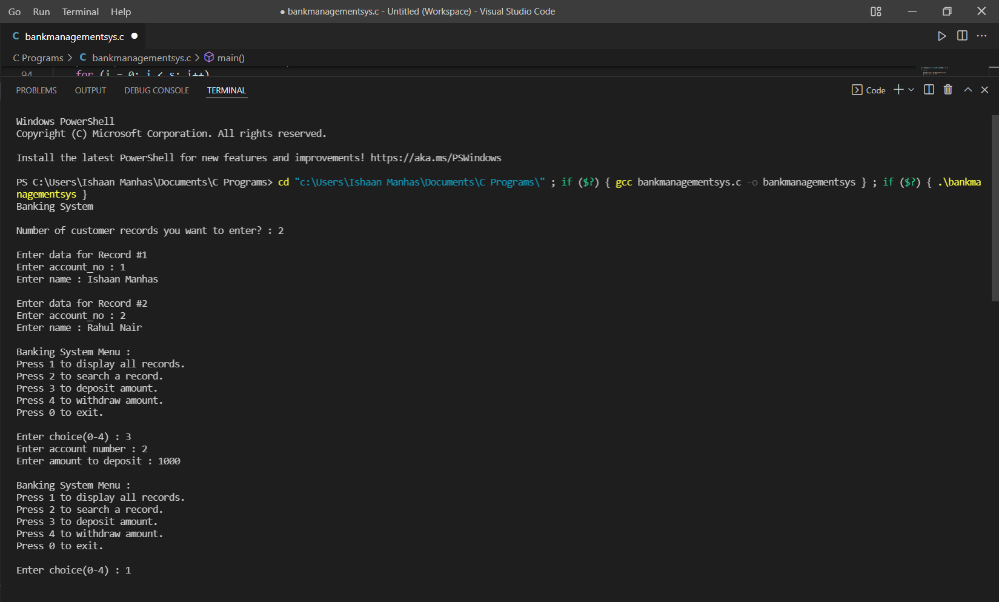 Go Run Terminal Help ● bankmanagementsys.c - Untitled (Workspace) - Visual Studio Code
C bankmanagementsys.c ●
C Programs > C bankmanagementsys.c > main()
94 for (i = 0; i < s; i++)
PROBLEMS OUTPUT DEBUG CONSOLE TERMINAL Code
Windows PowerShell
Copyright (C) Microsoft Corporation. All rights reserved.
Install the latest PowerShell for new features and improvements! https://aka.ms/PSWindows
PS C:\Users\Ishaan Manhas\Documents\C Programs> cd "c:\Users\Ishaan Manhas\Documents\C Programs\" ; if ($?) { gcc bankmanagementsys.c -o bankmanagementsys } ; if ($?) { .\bankma
nagementsys }
Banking System
Number of customer records you want to enter? : 2
Enter data for Record #1
Enter account_no : 1
Enter name : Ishaan Manhas
Enter data for Record #2
Enter account_no : 2
Enter name : Rahul Nair
Banking System Menu :
Press 1 to display all records.
Press 2 to search a record.
Press 3 to deposit amount.
Press 4 to withdraw amount.
Press 0 to exit.
Enter choice(0-4) : 3
Enter account number : 2
Enter amount to deposit : 1000
Banking System Menu :
Press 1 to display all records.
Press 2 to search a record.
Press 3 to deposit amount.
Press 4 to withdraw amount.
Press 0 to exit.
Enter choice(0-4) : 1